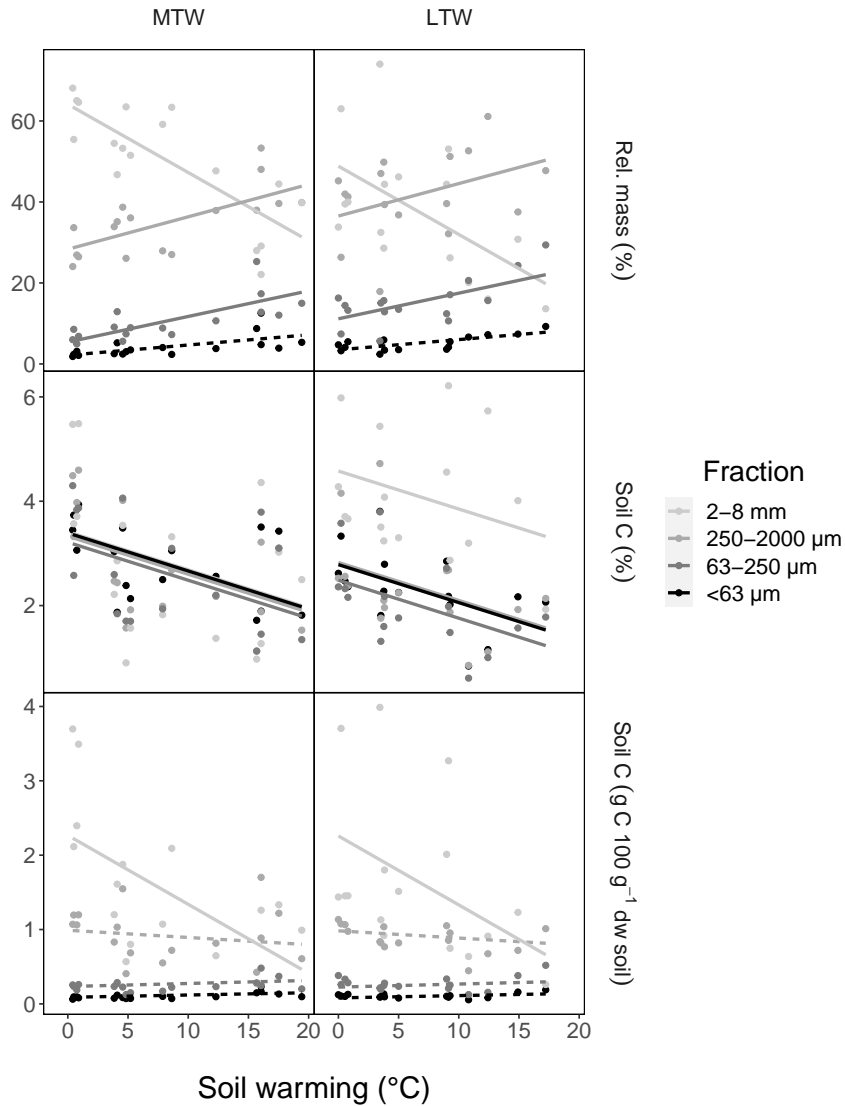 MTW LTW
60
40
20
0
Rel. mass (%)
6
4
2
Soil C (%)
4
3
2
1
0
Soil C (g C 100 g⁻¹ dw soil)
0 5 10 15 20 0 5 10 15 20
Soil warming (°C)
Fraction
2−8 mm
250−2000 µm
63−250 µm
<63 µm